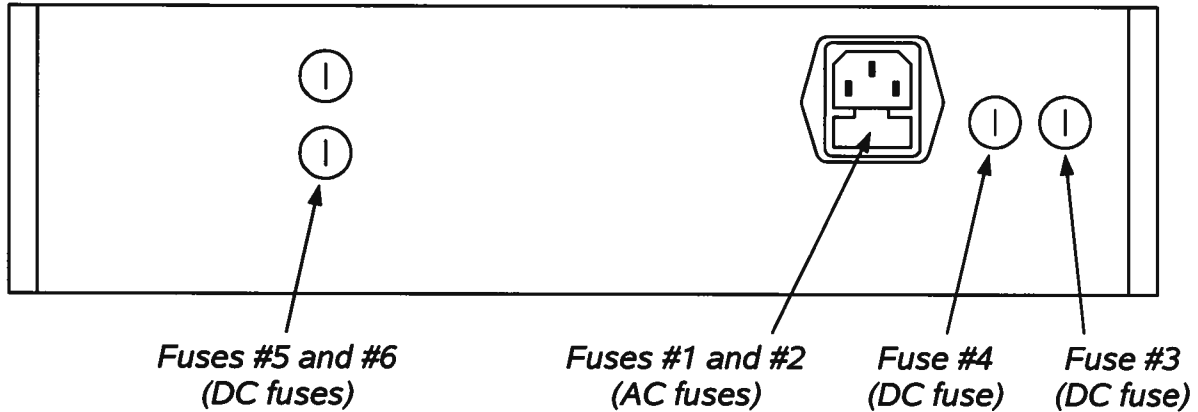 Fuses #5 and #6
(DC fuses)
Fuses #1 and #2
(AC fuses)
Fuse #4
(DC fuse)
Fuse #3
(DC fuse)